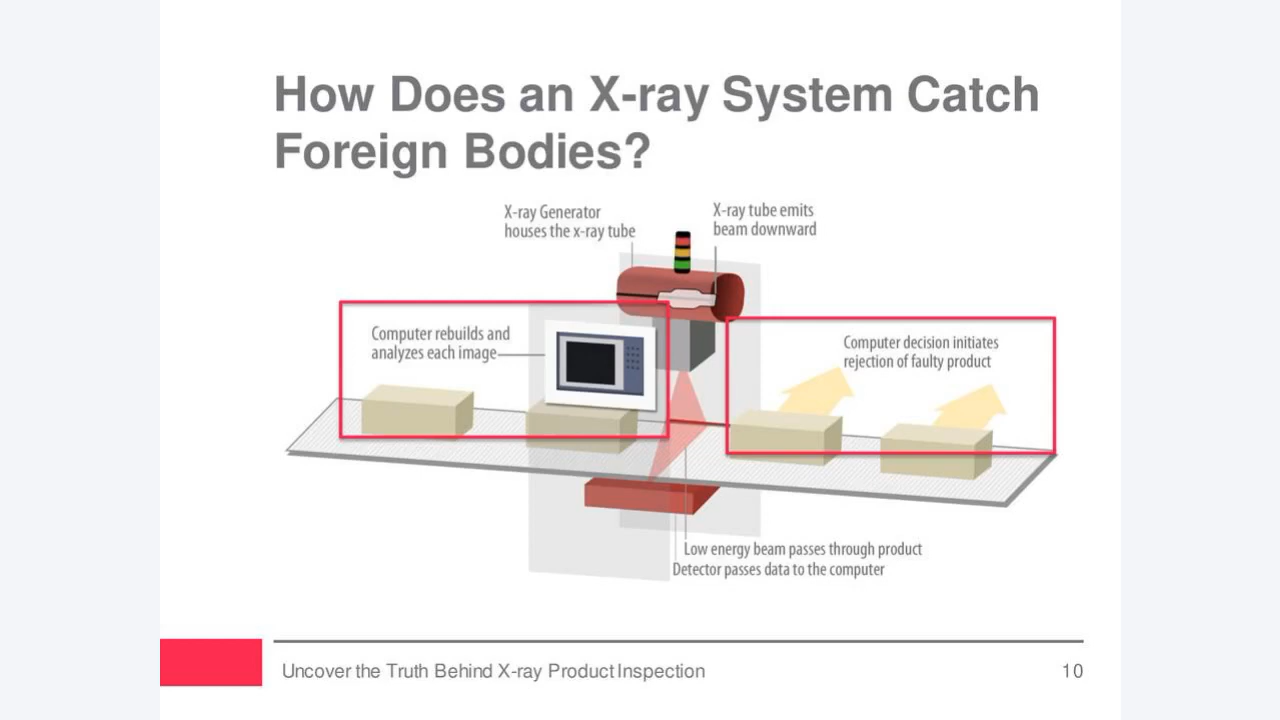 How Does an X-ray System Catch
Foreign Bodies?
X-ray Generator
houses the x-ray tube
X-ray tube emits
beam downward
Computer rebuilds and
analyzes each image
Computer decision initiates
rejection of faulty product
Low energy beam passes through product
Detector passes data to the computer
Uncover the Truth Behind X-ray Product Inspection
10